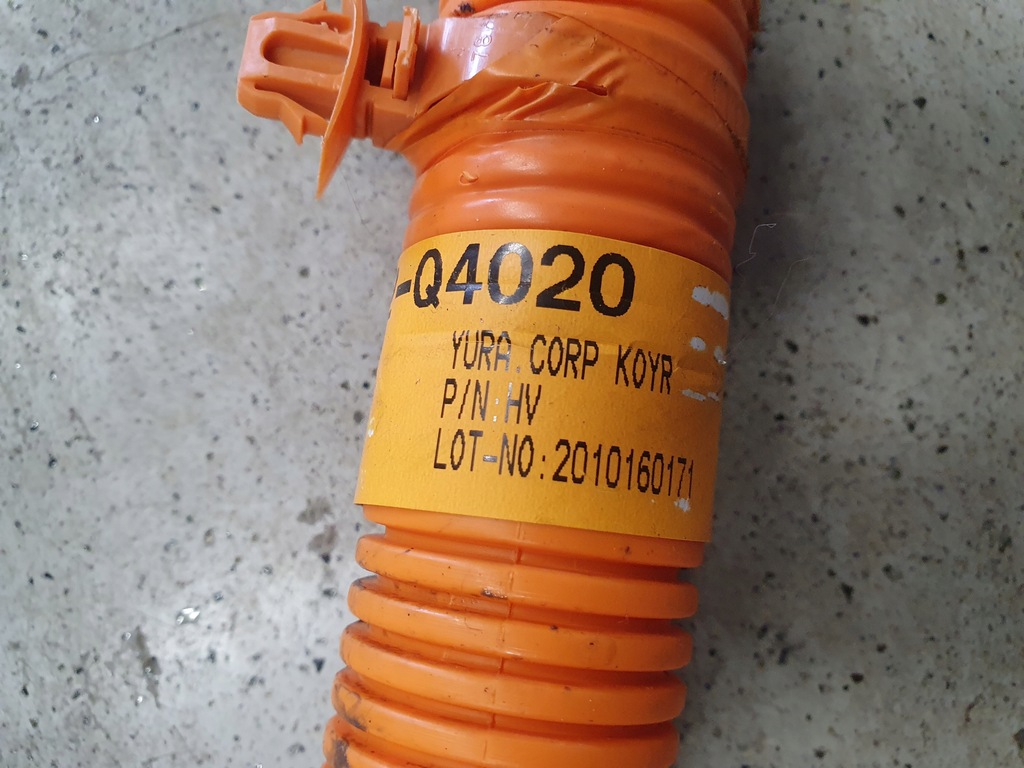 -Q4020
YURA.CORP KOYR
P/N:HV
LOT-NO:2010160171